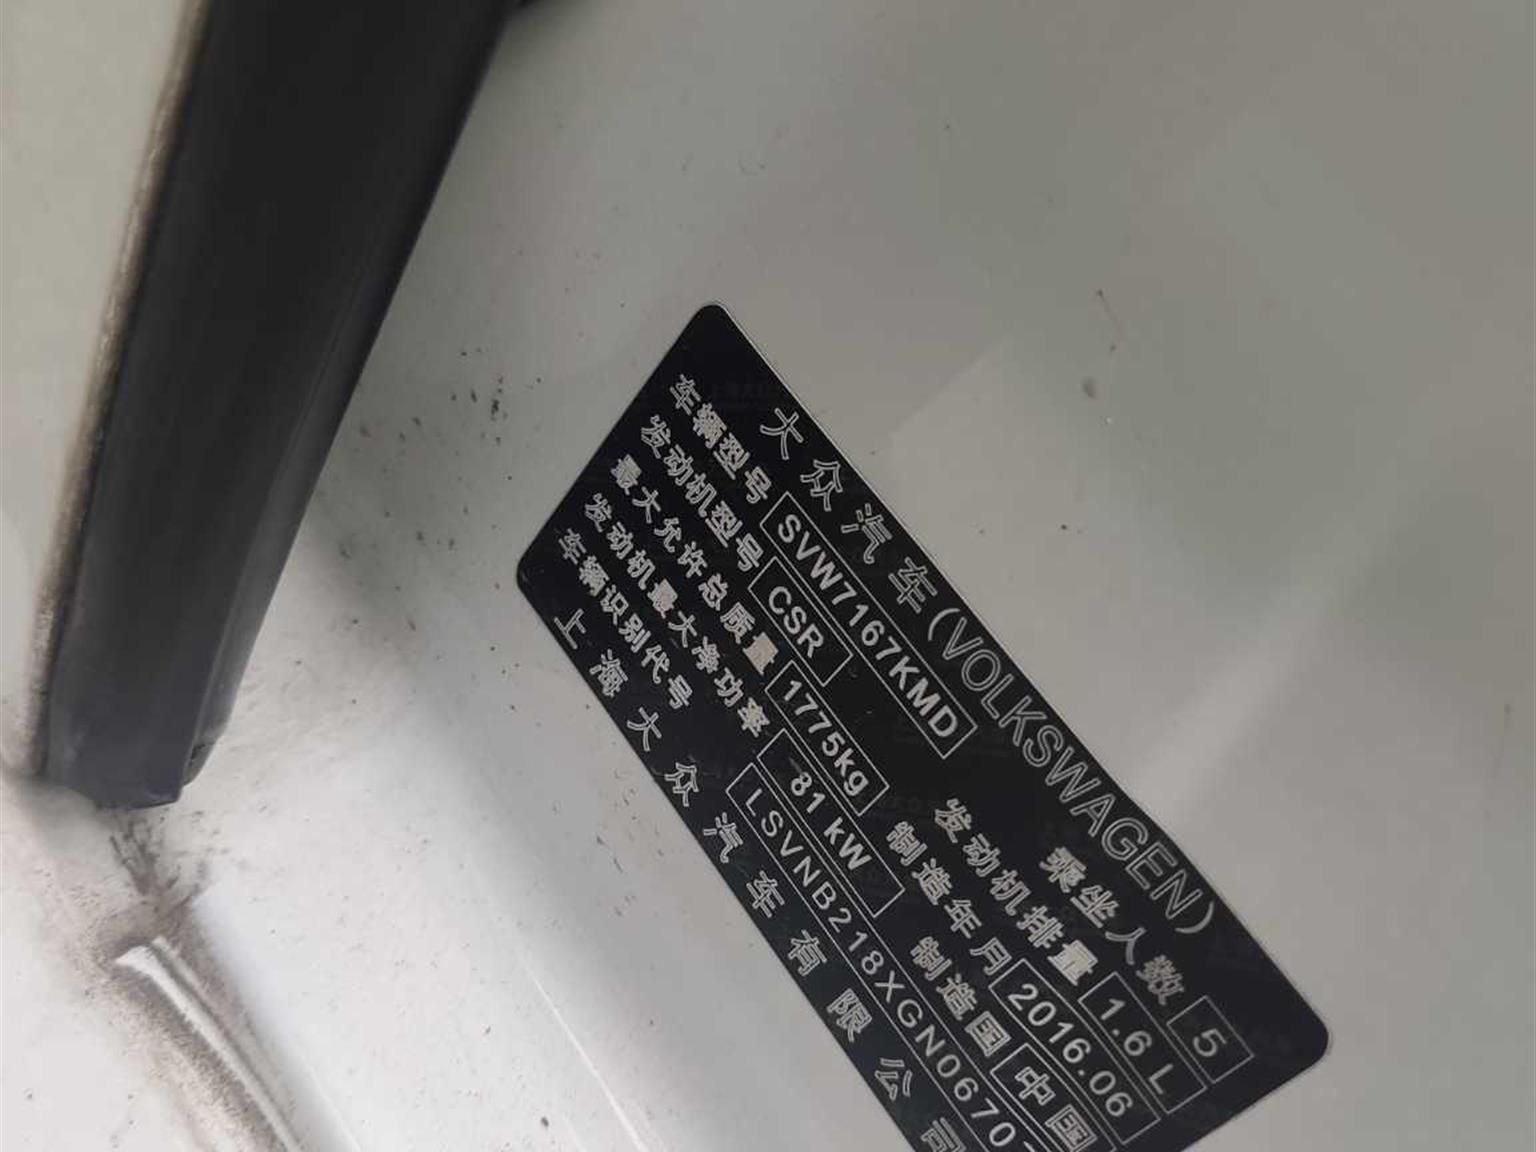 大众汽车(VOLKSWAGEN)
车辆型号 SVW7167KMD 乘坐人数 5
发动机型号 CSR 发动机排量 1.6 L
最大允许总质量 1775kg 制造年月 2016.06
发动机最大净功率 81 kW 制造国 中国
车辆识别代号 LSVNB218XGN0670
上海大众汽车有限公司